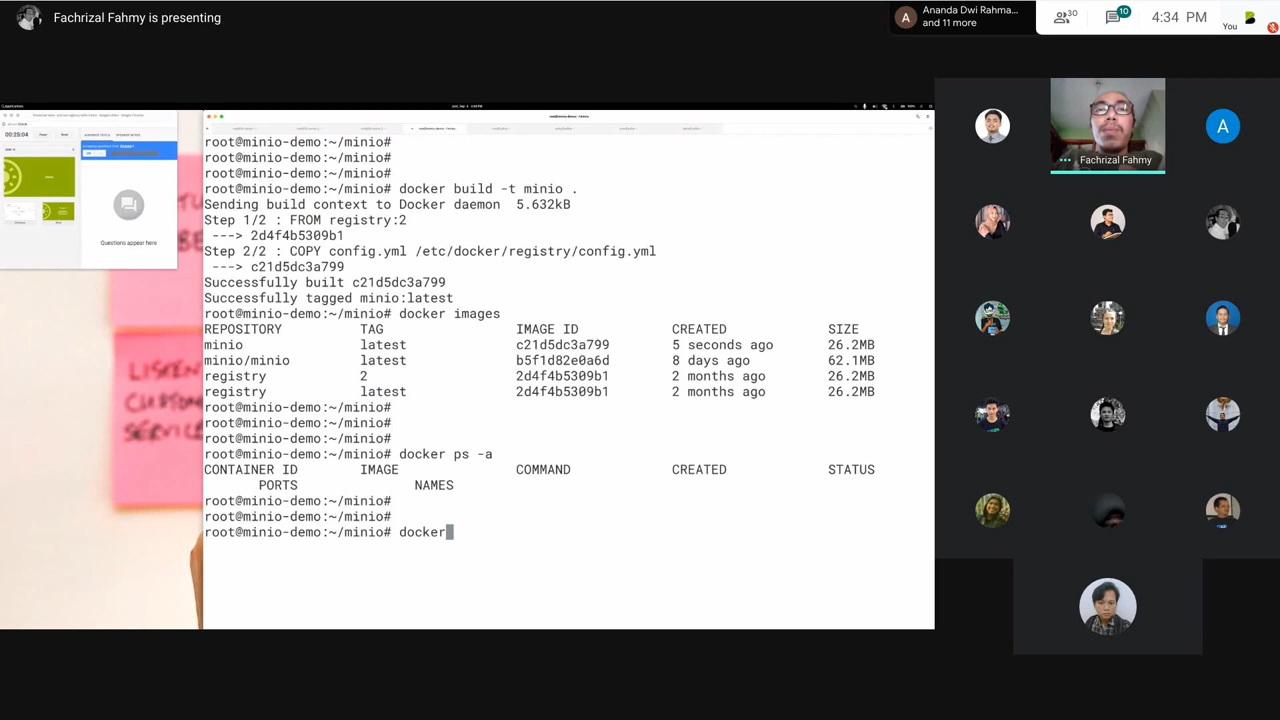 Fachrizal Fahmy is presenting
A
Ananda Dwi Rahma...
and 11 more
30
10
4:34 PM
You
00:25:04
Questions appear here
LISTEN
CUSTOM
SERVICE
root@minio-demo:~/minio#
root@minio-demo:~/minio#
root@minio-demo:~/minio#
root@minio-demo:~/minio# docker build -t minio .
Sending build context to Docker daemon  5.632kB
Step 1/2 : FROM registry:2
 ---> 2d4f4b5309b1
Step 2/2 : COPY config.yml /etc/docker/registry/config.yml
 ---> c21d5dc3a799
Successfully built c21d5dc3a799
Successfully tagged minio:latest
root@minio-demo:~/minio# docker images
REPOSITORY TAG IMAGE ID CREATED SIZE
minio latest c21d5dc3a799 5 seconds ago 26.2MB
minio/minio latest b5f1d82e0a6d 8 days ago 62.1MB
registry 2 2d4f4b5309b1 2 months ago 26.2MB
registry latest 2d4f4b5309b1 2 months ago 26.2MB
root@minio-demo:~/minio#
root@minio-demo:~/minio#
root@minio-demo:~/minio#
root@minio-demo:~/minio# docker ps -a
CONTAINER ID IMAGE COMMAND CREATED STATUS
PORTS NAMES
root@minio-demo:~/minio#
root@minio-demo:~/minio#
root@minio-demo:~/minio# docker
Fachrizal Fahmy
A